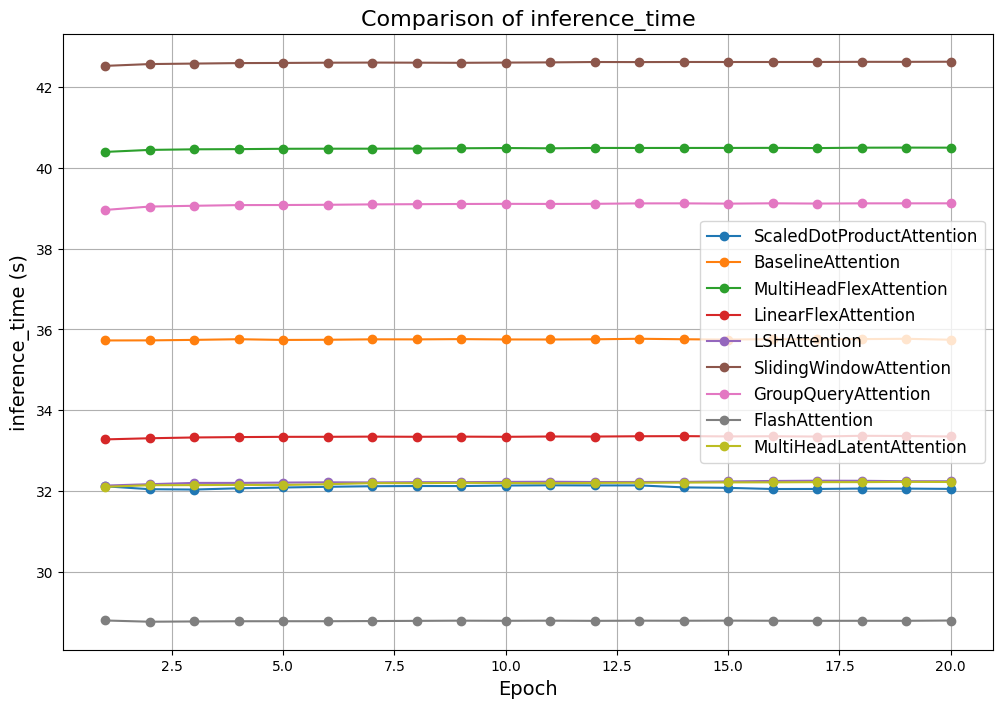 Comparison of inference_time
42
40
38
36
34
32
30
inference_time (s)
ScaledDotProductAttention
BaselineAttention
MultiHeadFlexAttention
LinearFlexAttention
LSHAttention
SlidingWindowAttention
GroupQueryAttention
FlashAttention
MultiHeadLatentAttention
2.5 5.0 7.5 10.0 12.5 15.0 17.5 20.0
Epoch